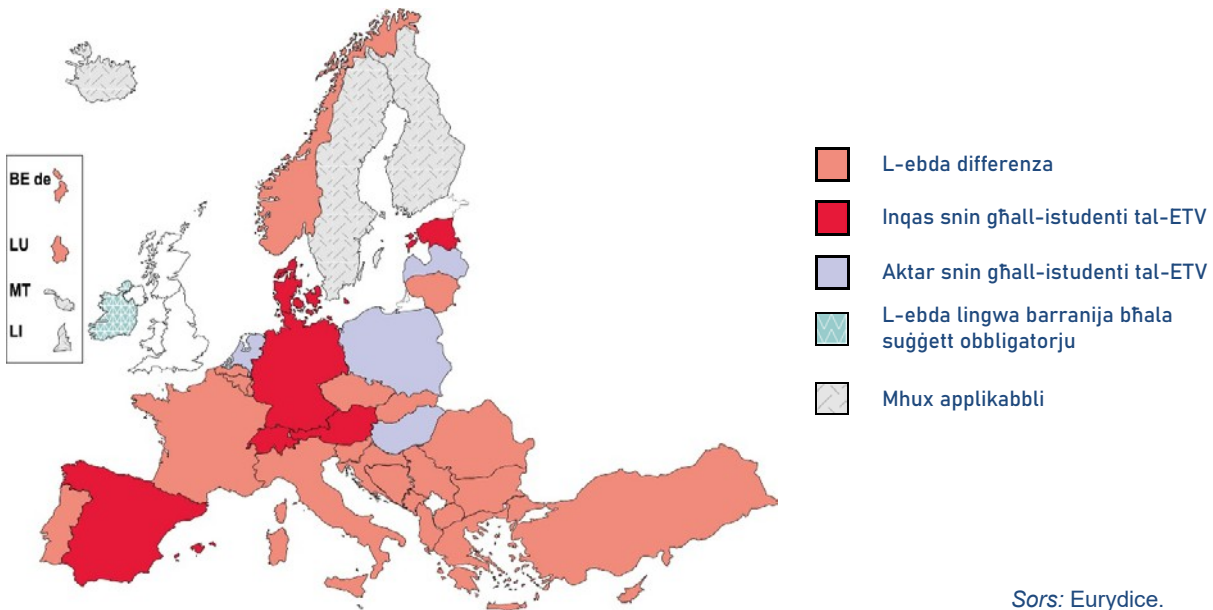 BE de
LU
MT
LI
L-ebda differenza
Inqas snin għall-istudenti tal-ETV
Aktar snin għall-istudenti tal-ETV
L-ebda lingwa barranija bħala
suġġett obbligatorju
Mhux applikabbli
Sors: Eurydice.